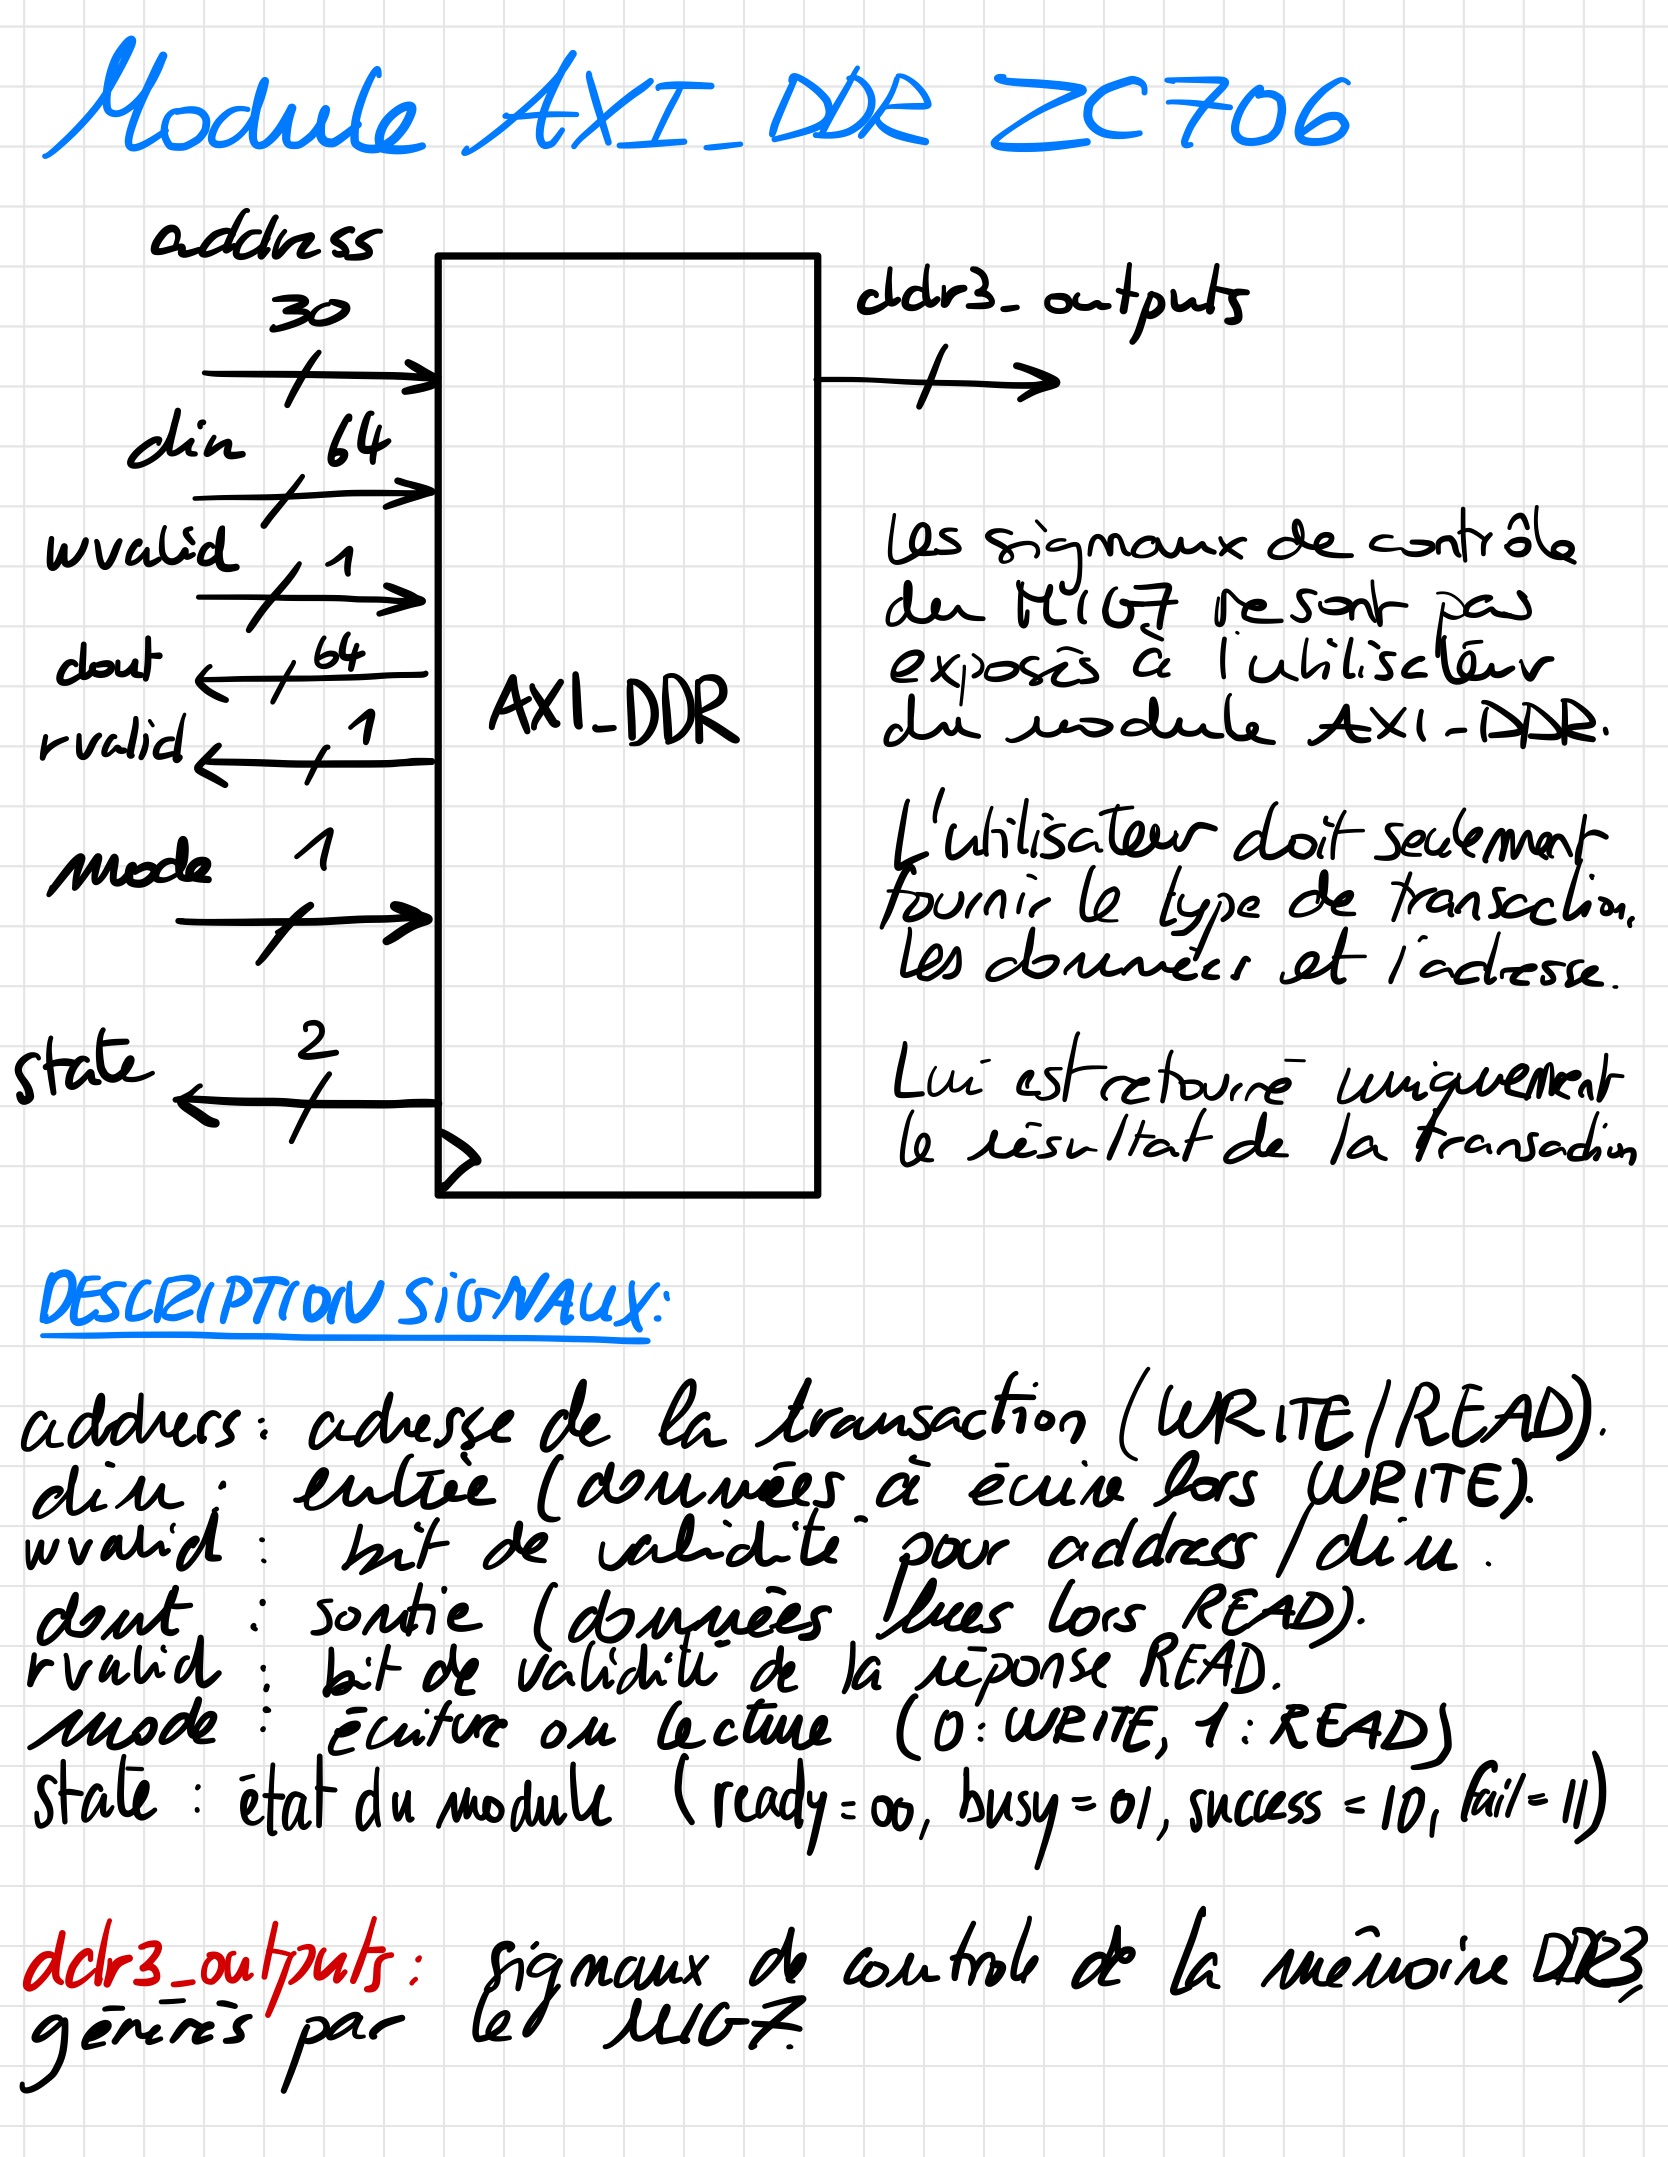 Module AXI_DDR ZC706
address
30
ddr3_outputs
din 64
wvalid 1
dout 64
rvalid 1
mode 1
state 2
AXI_DDR
Les signaux de contrôle
du MIG7 ne sont pas
exposés à l'utilisateur
du module AXI-DDR.
L'utilisateur doit seulement
fournir le type de transaction,
les données et l'adresse.
Lui est retourné uniquement
le résultat de la transaction
DESCRIPTION SIGNAUX:
address : adresse de la transaction (WRITE/READ).
din : entrée (données à écrire lors WRITE).
wvalid : bit de validité pour address/din.
dout : sortie (données lues lors READ).
rvalid : bit de validité de la réponse READ.
mode : écriture ou lecture (0: WRITE, 1: READ)
state : état du module (ready=00, busy=01, success=10, fail=11)
ddr3_outputs : signaux de controle de la mémoire DDR3,
générés par le MIG7.